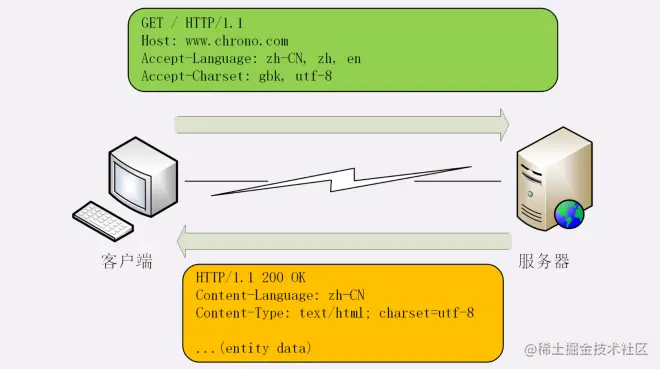 GET / HTTP/1.1
Host: www.chrono.com
Accept-Language: zh-CN, zh, en
Accept-Charset: gbk, utf-8
客户端
服务器
HTTP/1.1 200 OK
Content-Language: zh-CN
Content-Type: text/html; charset=utf-8
...(entity data)
@稀土掘金技术社区